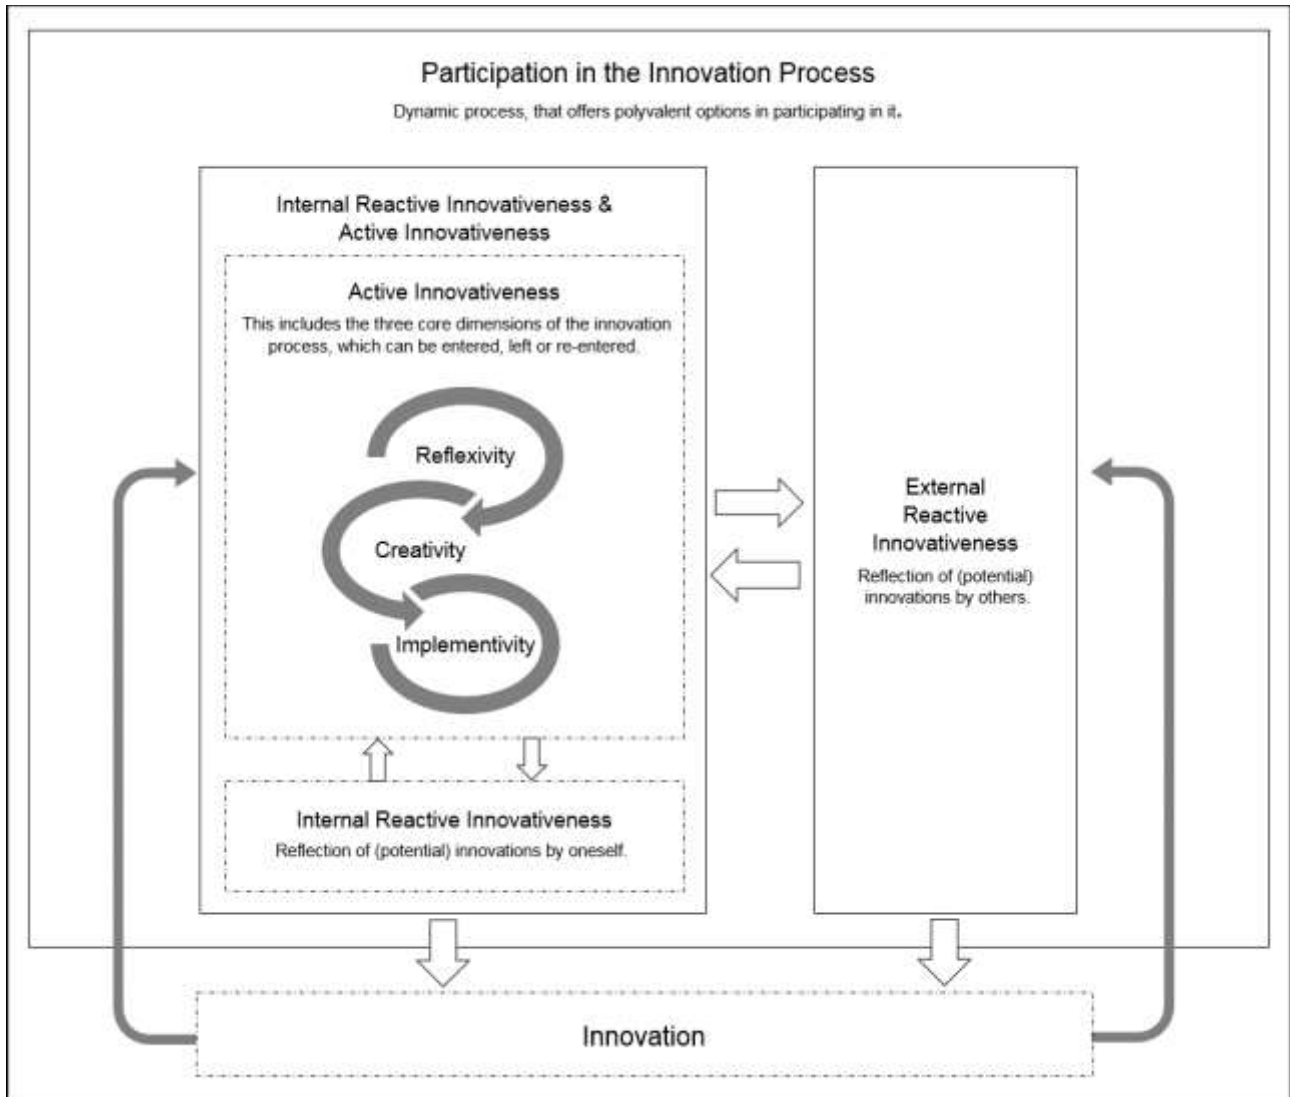 Participation in the Innovation Process
Dynamic process, that offers polyvalent options in participating in it.
Internal Reactive Innovativeness &
Active Innovativeness
Active Innovativeness
This includes the three core dimensions of the innovation
process, which can be entered, left or re-entered.
Reflexivity
Creativity
Implementivity
Internal Reactive Innovativeness
Reflection of (potential) innovations by oneself.
External
Reactive
Innovativeness
Reflection of (potential)
innovations by others.
Innovation